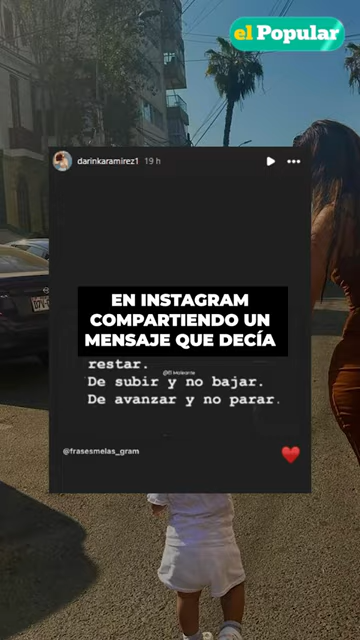 el Popular
darinkaramirez1 19 h
EN INSTAGRAM
COMPARTIENDO UN
MENSAJE QUE DECÍA
restar.
De subir y no bajar.
De avanzar y no parar.
@frasesmelas_gram